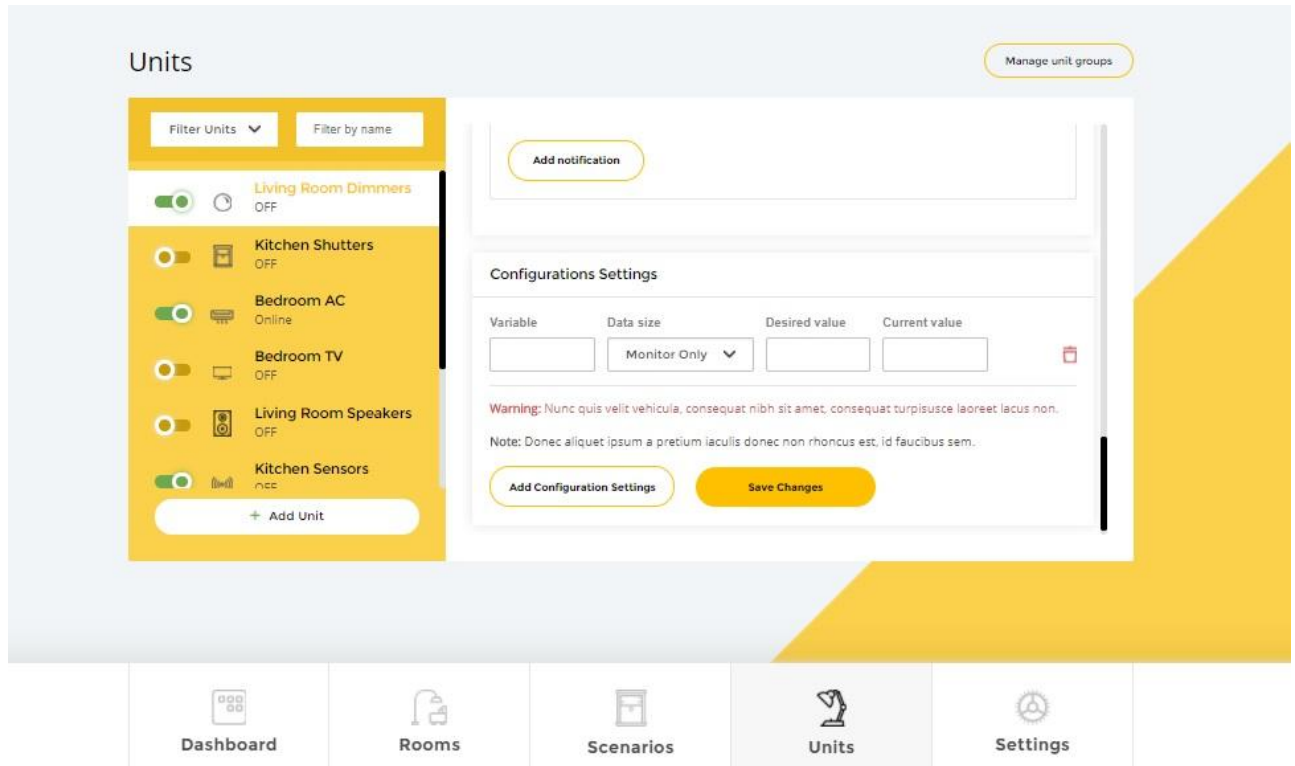 Units
Manage unit groups
Filter Units
Filter by name
Living Room Dimmers
OFF
Kitchen Shutters
OFF
Bedroom AC
Online
Bedroom TV
OFF
Living Room Speakers
OFF
Kitchen Sensors
OFF
+ Add Unit
Add notification
Configurations Settings
Variable Data size Desired value Current value
Monitor Only
Warning: Nunc quis velit vehicula, consequat nibh sit amet, consequat turpisusce laoreet lacus non.
Note: Donec aliquet ipsum a pretium iaculis donec non rhoncus est, id faucibus sem.
Add Configuration Settings Save Changes
Dashboard Rooms Scenarios Units Settings